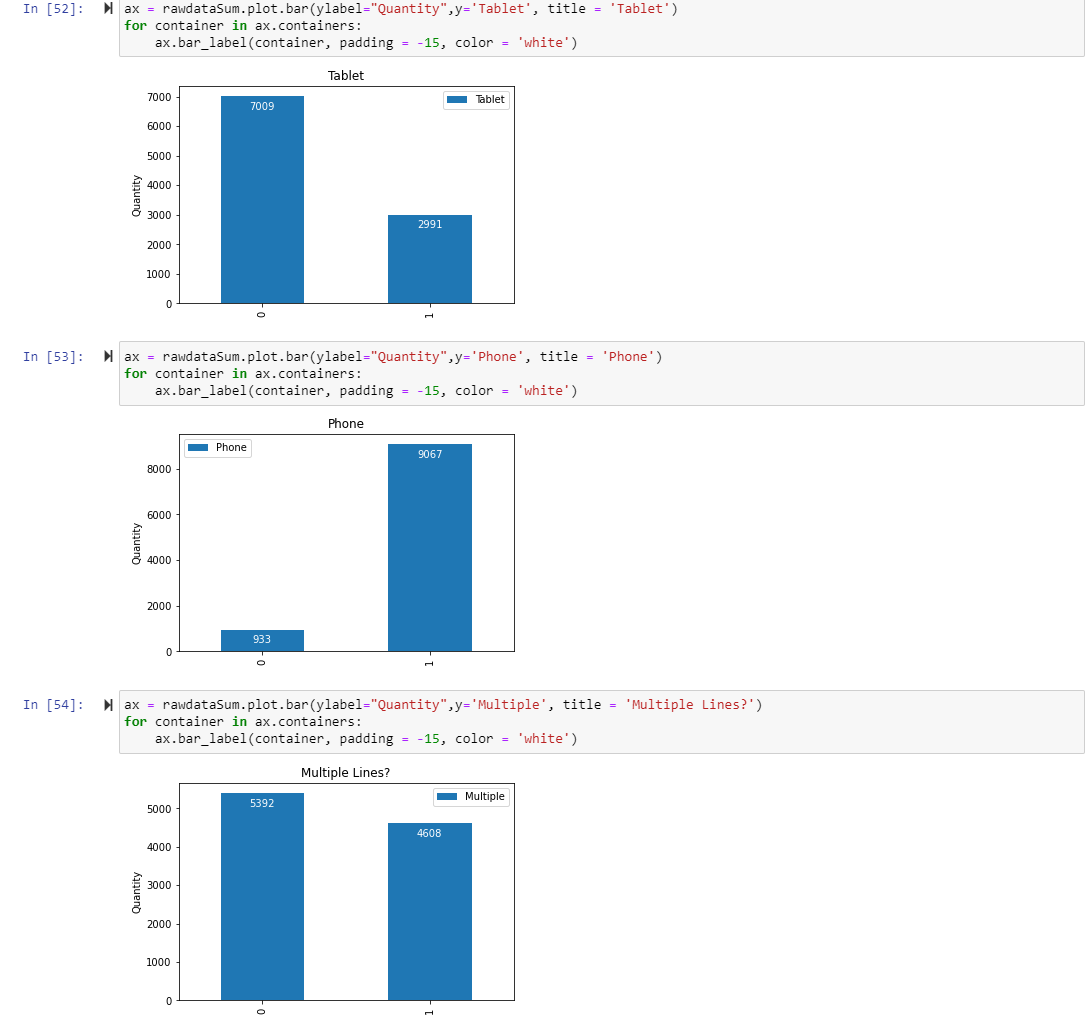 In [52]:
ax = rawdataSum.plot.bar(ylabel="Quantity",y='Tablet', title = 'Tablet')
for container in ax.containers:
    ax.bar_label(container, padding = -15, color = 'white')
Tablet
Tablet
7000
6000
5000
4000
3000
2000
1000
0
Quantity
7009
2991
0
1
In [53]:
ax = rawdataSum.plot.bar(ylabel="Quantity",y='Phone', title = 'Phone')
for container in ax.containers:
    ax.bar_label(container, padding = -15, color = 'white')
Phone
Phone
8000
6000
4000
2000
0
Quantity
933
9067
0
1
In [54]:
ax = rawdataSum.plot.bar(ylabel="Quantity",y='Multiple', title = 'Multiple Lines?')
for container in ax.containers:
    ax.bar_label(container, padding = -15, color = 'white')
Multiple Lines?
Multiple
5000
4000
3000
2000
1000
0
Quantity
5392
4608
0
1